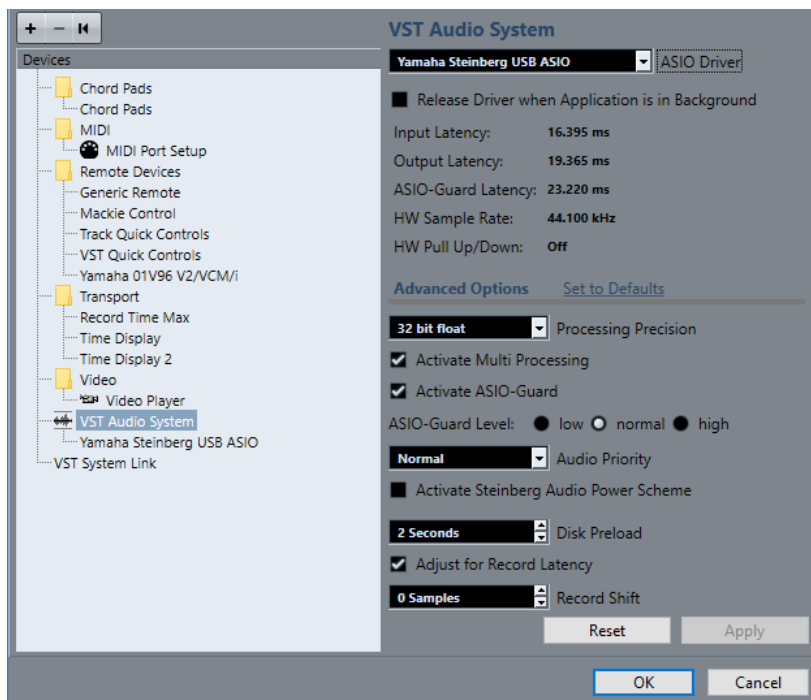 Devices
Chord Pads
Chord Pads
MIDI
MIDI Port Setup
Remote Devices
Generic Remote
Mackie Control
Track Quick Controls
VST Quick Controls
Yamaha 01V96 V2/VCM/i
Transport
Record Time Max
Time Display
Time Display 2
Video
Video Player
VST Audio System
Yamaha Steinberg USB ASIO
VST System Link
VST Audio System
Yamaha Steinberg USB ASIO ASIO Driver
Release Driver when Application is in Background
Input Latency: 16.395 ms
Output Latency: 19.365 ms
ASIO-Guard Latency: 23.220 ms
HW Sample Rate: 44.100 kHz
HW Pull Up/Down: Off
Advanced Options Set to Defaults
32 bit float Processing Precision
Activate Multi Processing
Activate ASIO-Guard
ASIO-Guard Level: low normal high
Normal Audio Priority
Activate Steinberg Audio Power Scheme
2 Seconds Disk Preload
Adjust for Record Latency
0 Samples Record Shift
Reset Apply
OK Cancel